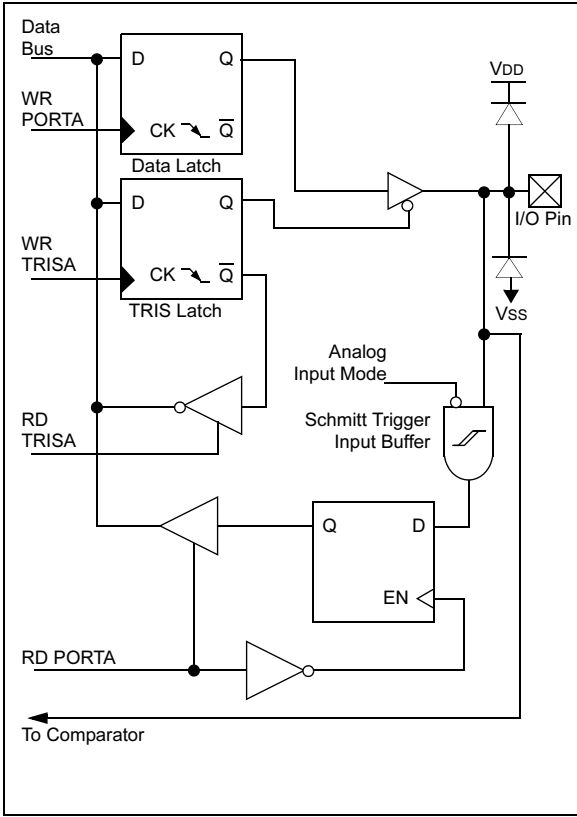 Data
Bus
D
Q
VDD
WR
PORTA
CK
Q
Data Latch
D
Q
I/O Pin
WR
TRISA
CK
Q
VSS
TRIS Latch
Analog
Input Mode
RD
TRISA
Schmitt Trigger
Input Buffer
Q
D
EN
RD PORTA
To Comparator